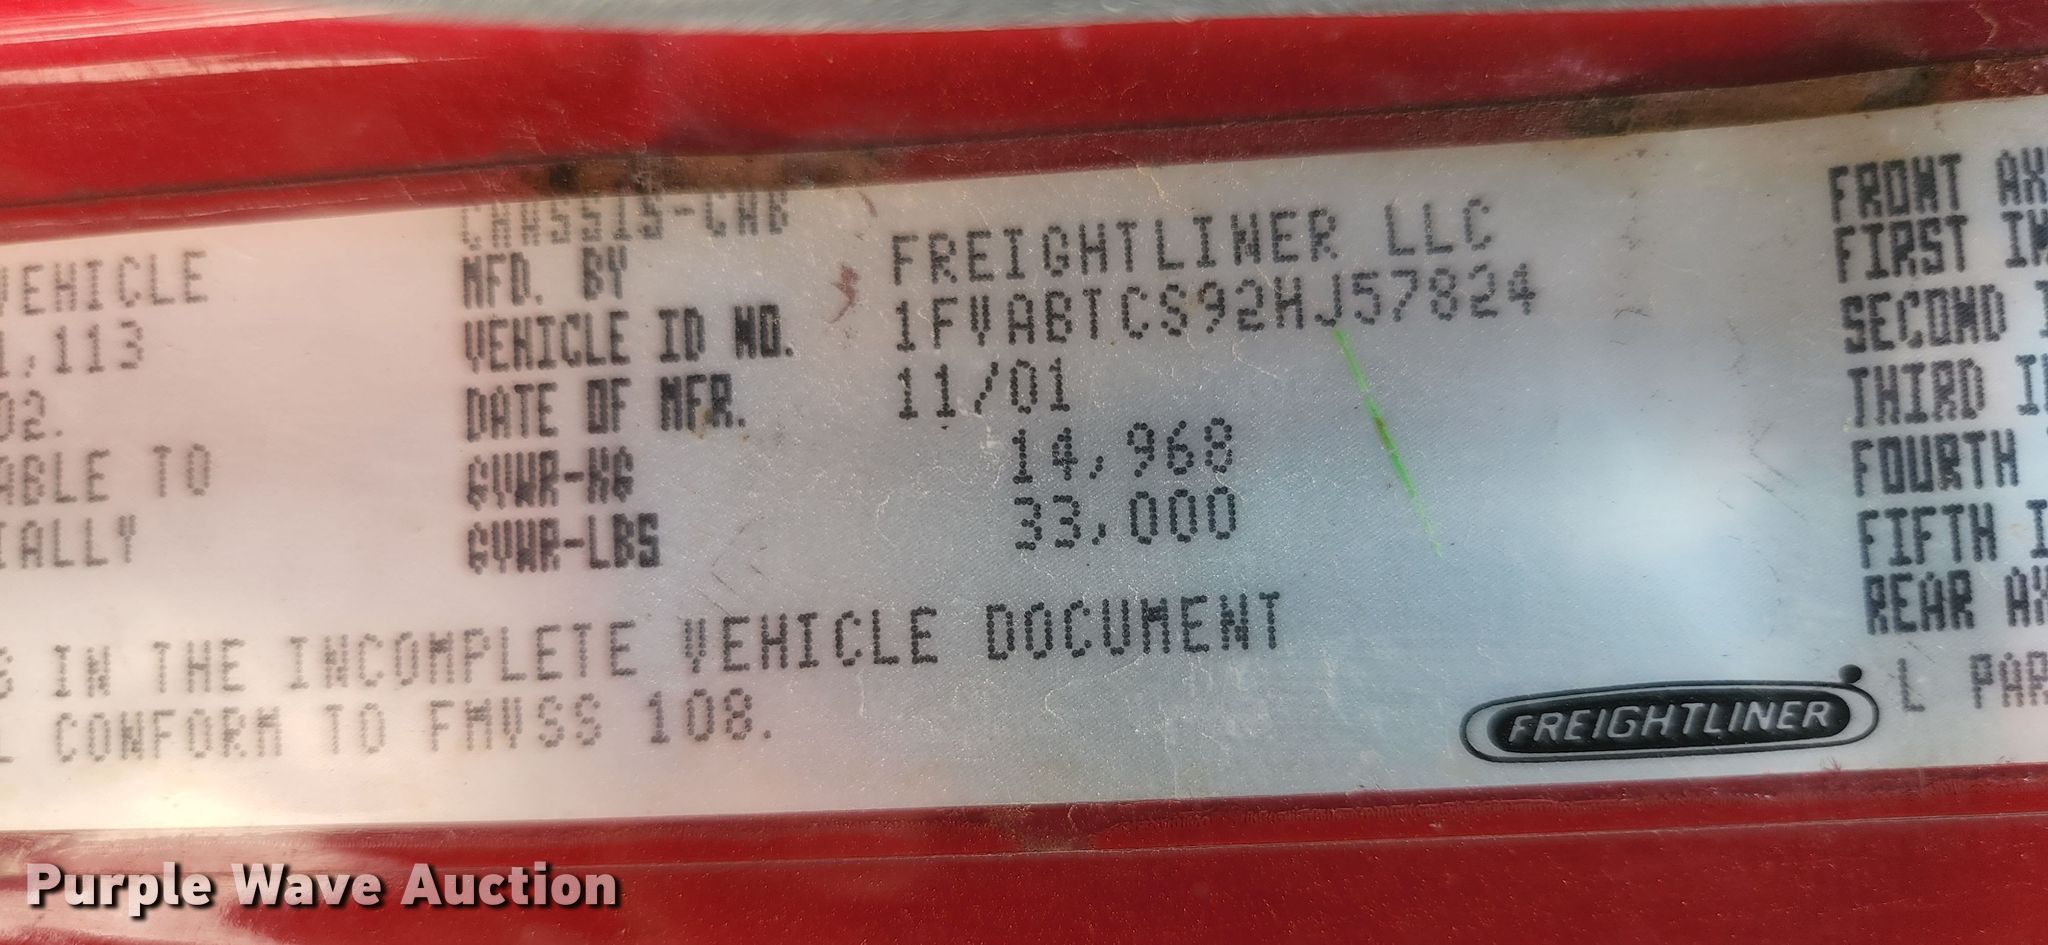 VEHICLE
1,113
02.
ABLE TO
IALLY
CHASSIS-CAB
MFD. BY FREIGHTLINER LLC
VEHICLE ID NO. 1FVABTCS92HJ57824
DATE OF MFR. 11/01
GVWR-KG 14,968
GVWR-LBS 33,000
S IN THE INCOMPLETE VEHICLE DOCUMENT
L CONFORM TO FMVSS 108.
FRONT AX
FIRST IN
SECOND I
THIRD IN
FOURTH
FIFTH I
REAR AX
FREIGHTLINER
L PAR
Purple Wave Auction